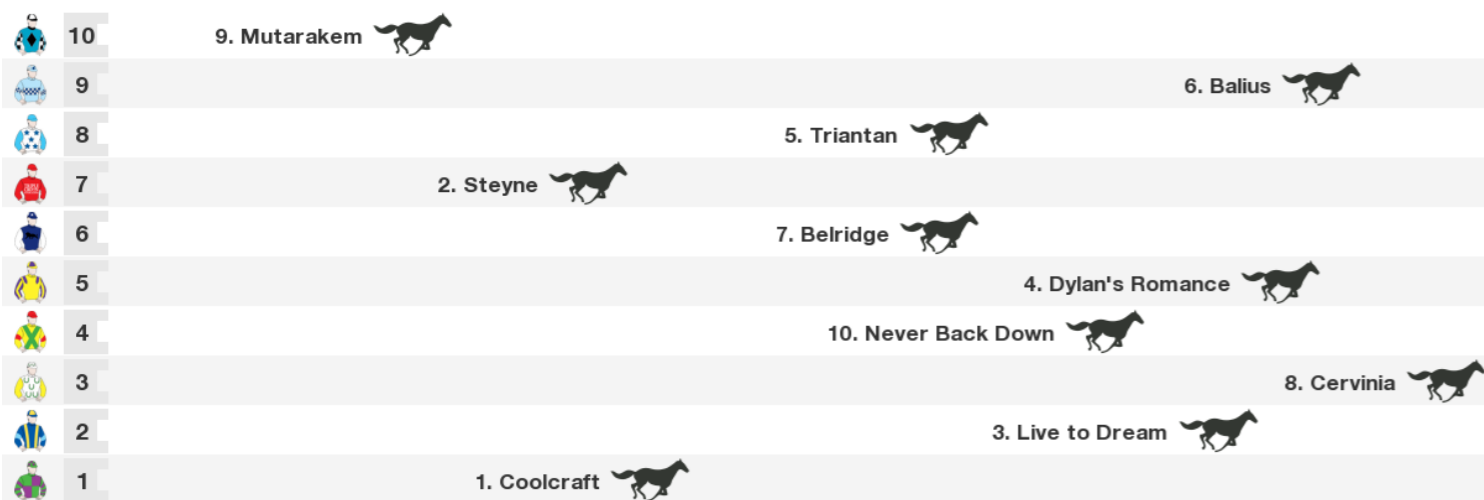 10 9. Mutarakem
9 6. Balius
8 5. Triantan
7 2. Steyne
6 7. Belridge
5 4. Dylan's Romance
4 10. Never Back Down
3 8. Cervinia
2 3. Live to Dream
1 1. Coolcraft